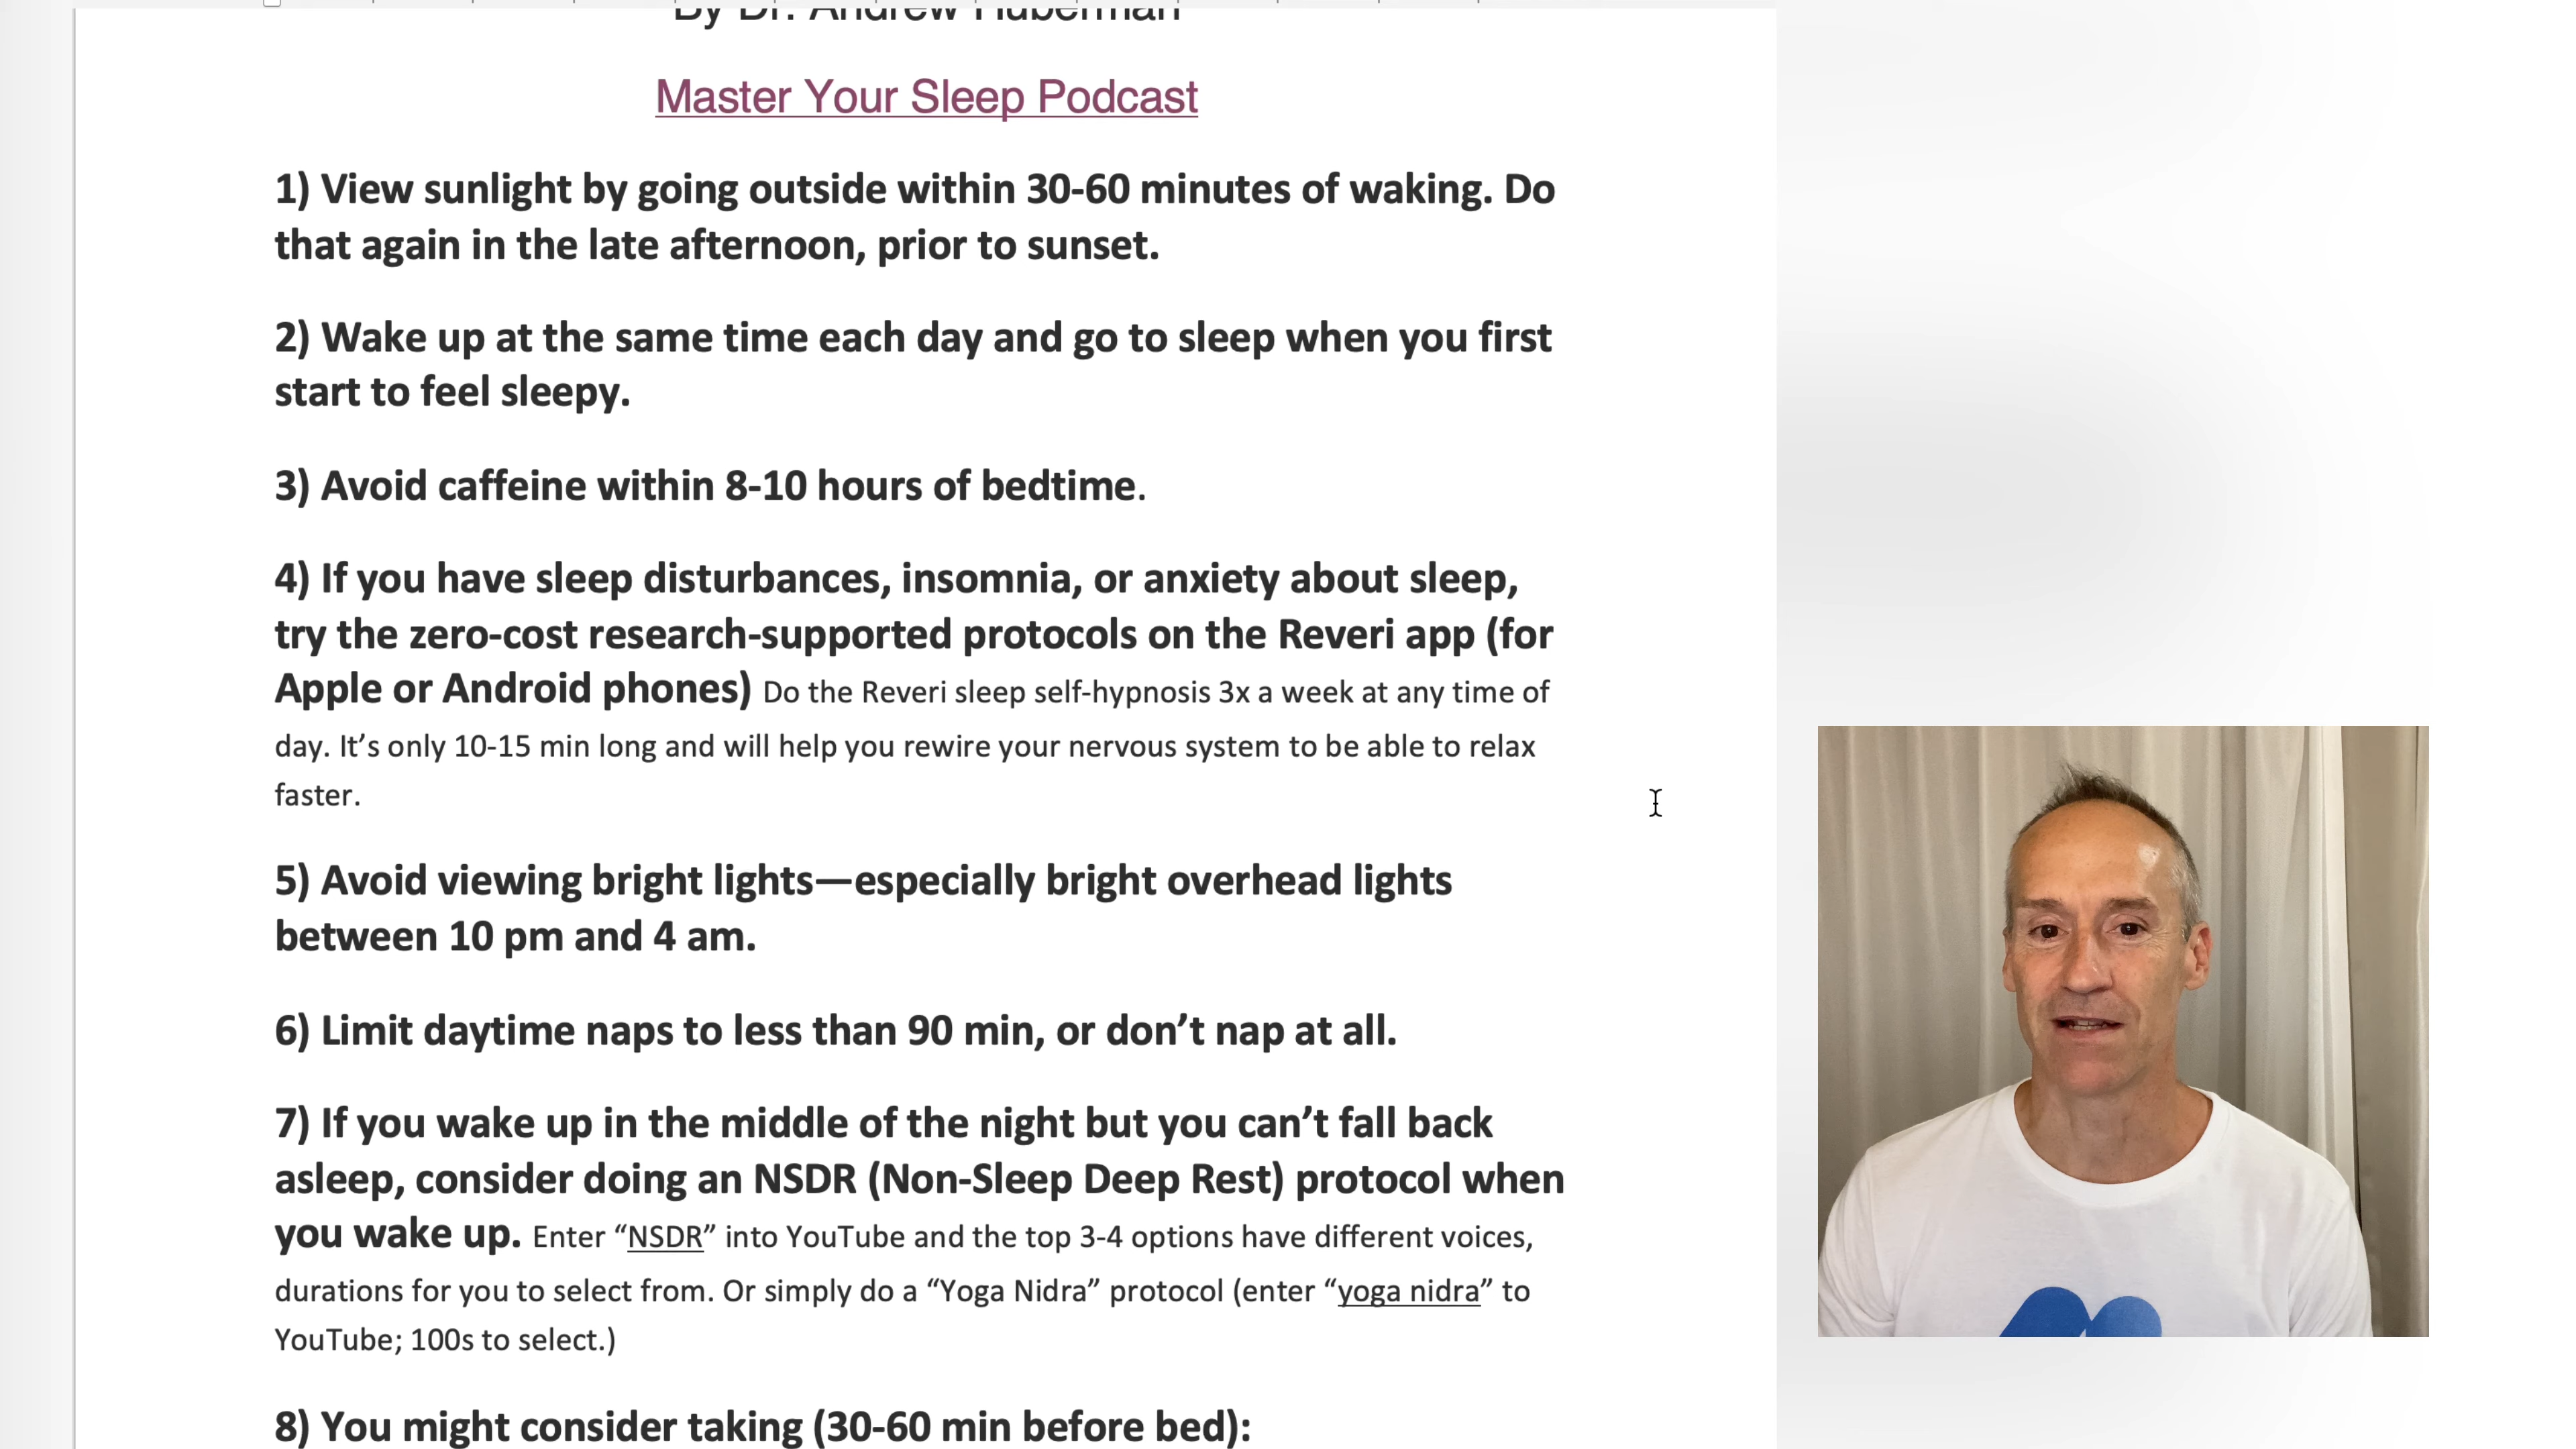 By Dr. Andrew Huberman
Master Your Sleep Podcast
1) View sunlight by going outside within 30-60 minutes of waking. Do
that again in the late afternoon, prior to sunset.
2) Wake up at the same time each day and go to sleep when you first
start to feel sleepy.
3) Avoid caffeine within 8-10 hours of bedtime.
4) If you have sleep disturbances, insomnia, or anxiety about sleep,
try the zero-cost research-supported protocols on the Reveri app (for
Apple or Android phones) Do the Reveri sleep self-hypnosis 3x a week at any time of
day. It’s only 10-15 min long and will help you rewire your nervous system to be able to relax
faster.
5) Avoid viewing bright lights—especially bright overhead lights
between 10 pm and 4 am.
6) Limit daytime naps to less than 90 min, or don’t nap at all.
7) If you wake up in the middle of the night but you can’t fall back
asleep, consider doing an NSDR (Non-Sleep Deep Rest) protocol when
you wake up. Enter “NSDR” into YouTube and the top 3-4 options have different voices,
durations for you to select from. Or simply do a “Yoga Nidra” protocol (enter “yoga nidra” to
YouTube; 100s to select.)
8) You might consider taking (30-60 min before bed):